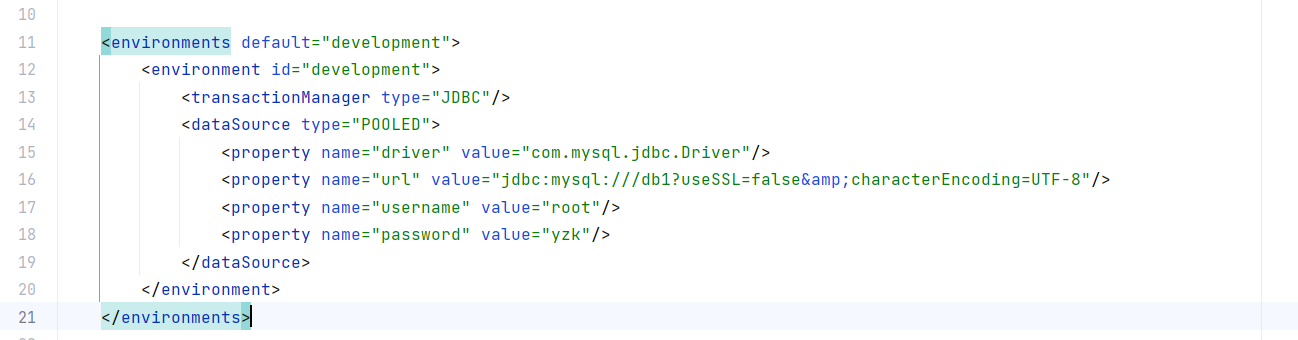 10
11 <environments default="development">
12 <environment id="development">
13 <transactionManager type="JDBC"/>
14 <dataSource type="POOLED">
15 <property name="driver" value="com.mysql.jdbc.Driver"/>
16 <property name="url" value="jdbc:mysql:///db1?useSSL=false&amp;characterEncoding=UTF-8"/>
17 <property name="username" value="root"/>
18 <property name="password" value="yzk"/>
19 </dataSource>
20 </environment>
21 </environments>